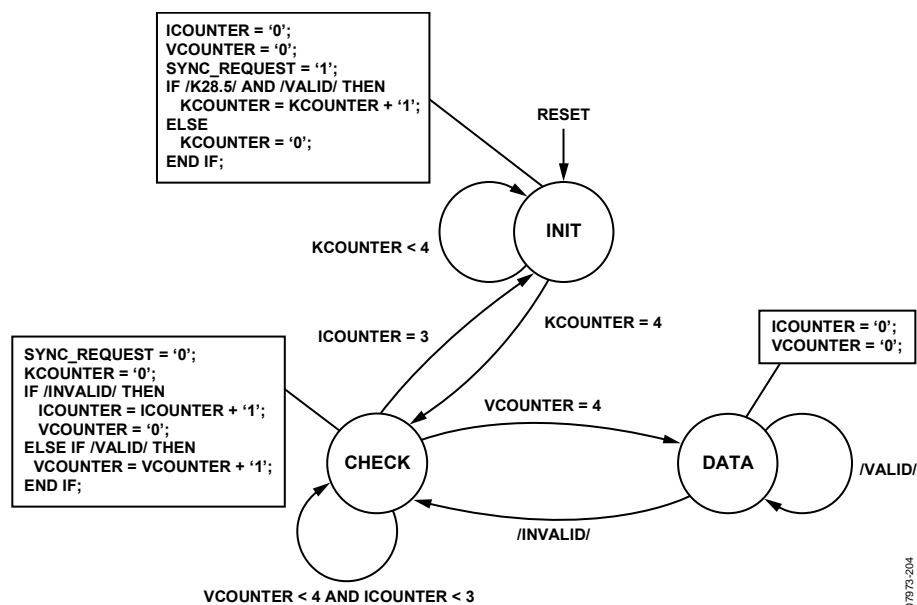 ICOUNTER = ‘0’;
VCOUNTER = ‘0’;
SYNC_REQUEST = ‘1’;
IF /K28.5/ AND /VALID/ THEN
KCOUNTER = KCOUNTER + ‘1’;
ELSE
KCOUNTER = ‘0’;
END IF;
RESET
INIT
KCOUNTER < 4
ICOUNTER = 3
KCOUNTER = 4
ICOUNTER = ‘0’;
VCOUNTER = ‘0’;
SYNC_REQUEST = ‘0’;
KCOUNTER = ‘0’;
IF /INVALID/ THEN
ICOUNTER = ICOUNTER + ‘1’;
VCOUNTER = ‘0’;
ELSE IF /VALID/ THEN
VCOUNTER = VCOUNTER + ‘1’;
END IF;
VCOUNTER = 4
CHECK
DATA
/VALID/
/INVALID/
VCOUNTER < 4 AND ICOUNTER < 3
07973-204